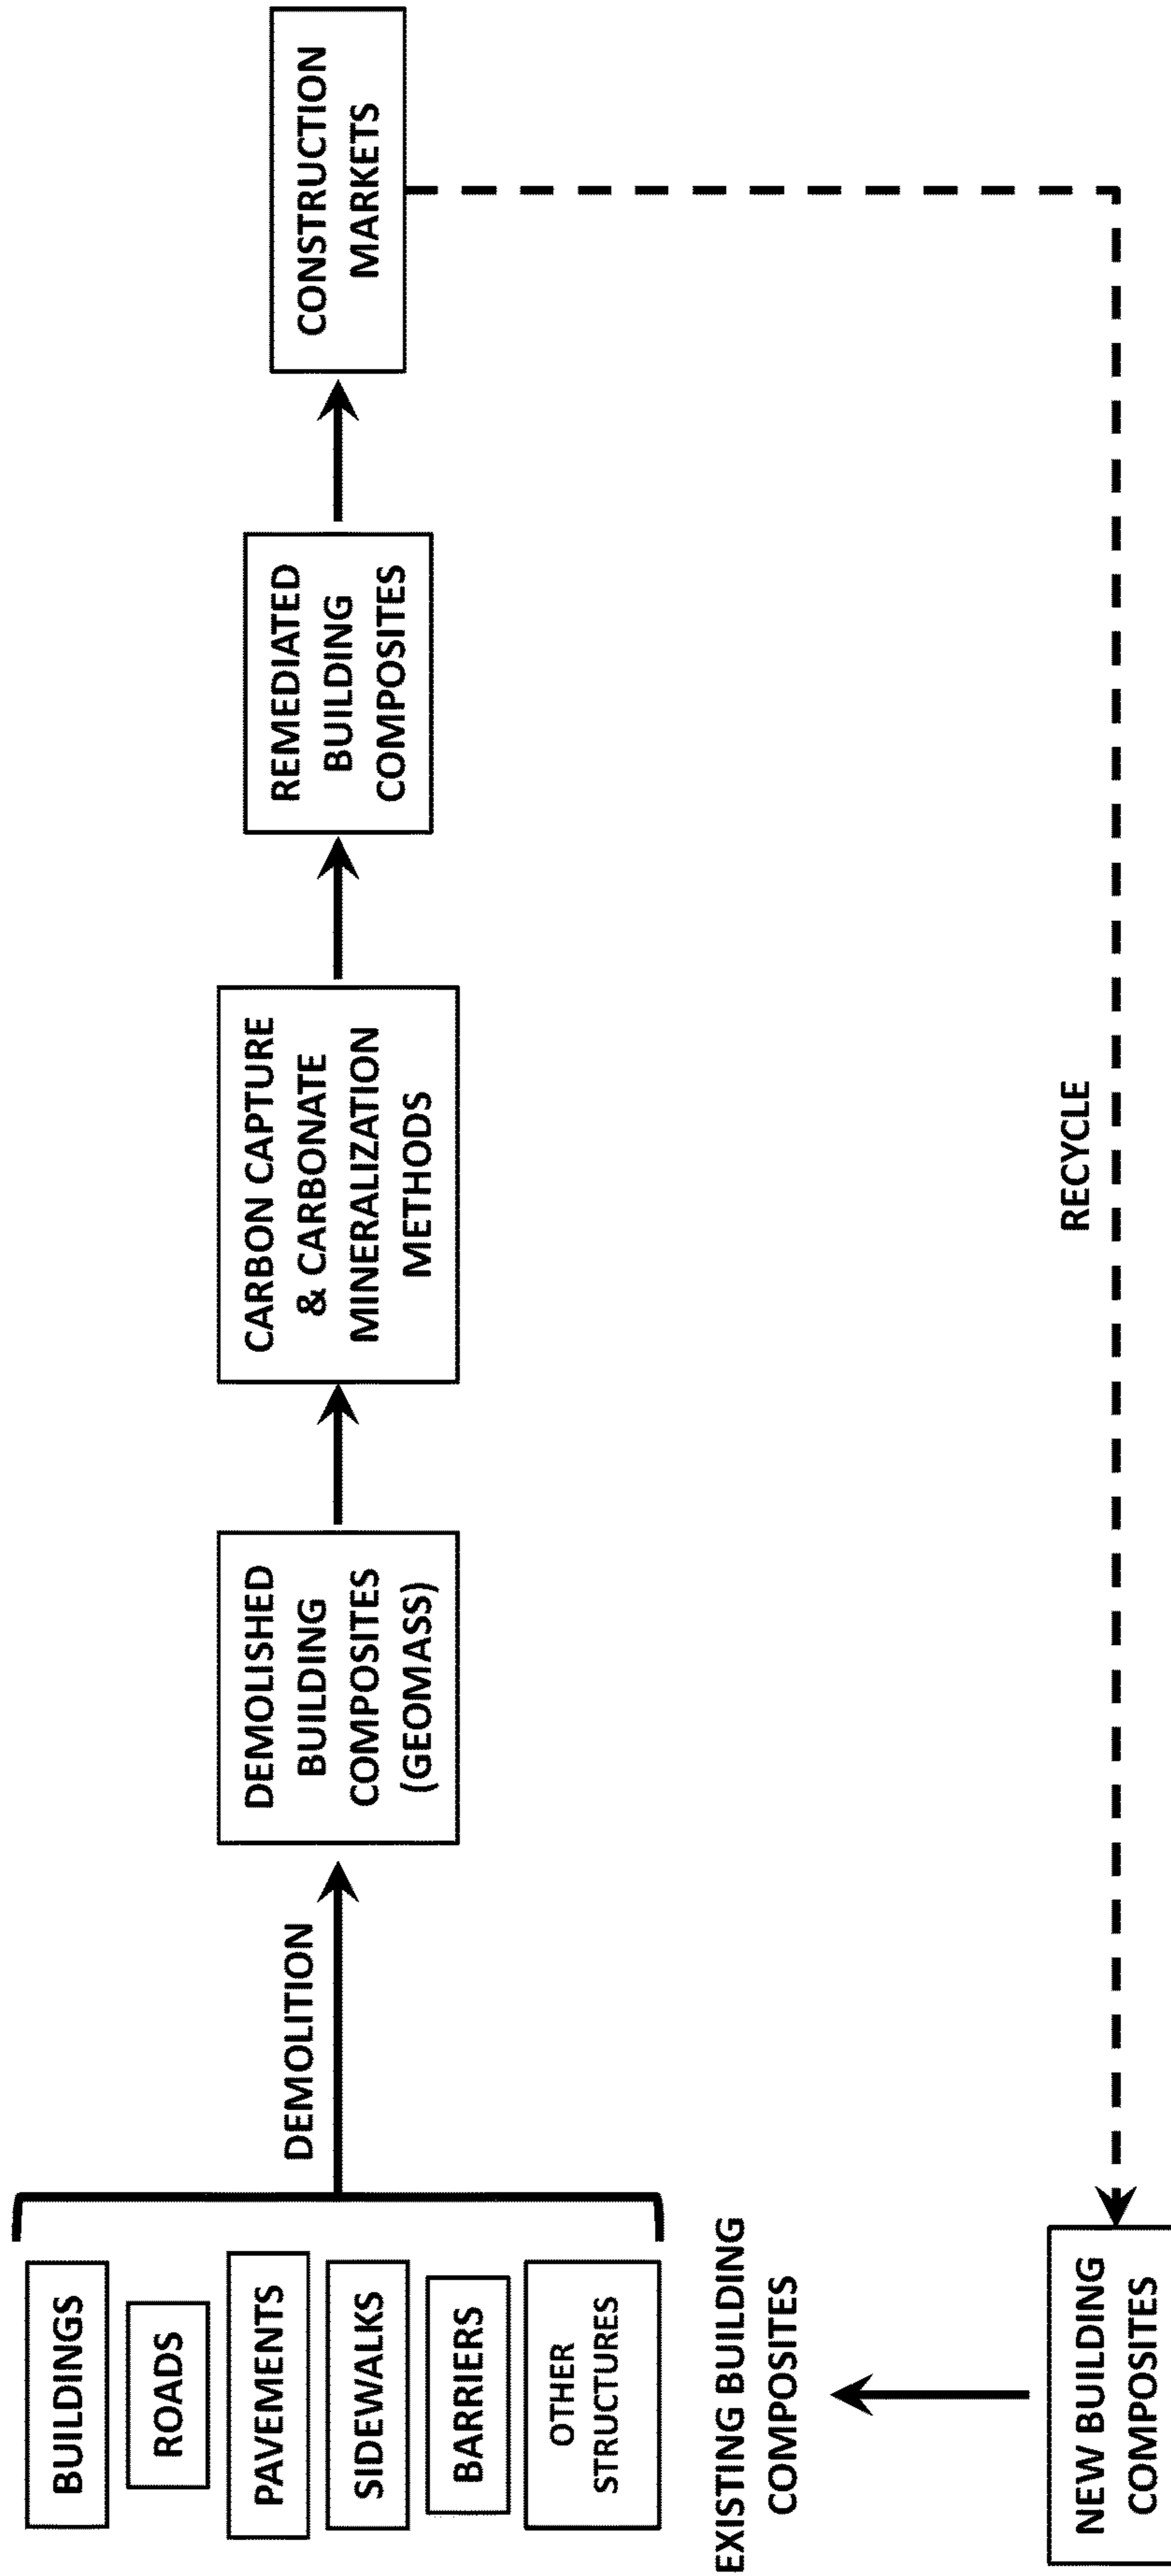 BUILDINGS
ROADS
PAVEMENTS
SIDEWALKS
BARRIERS
OTHER
STRUCTURES
EXISTING BUILDING
COMPOSITES
DEMOLITION
DEMOLISHED
BUILDING
COMPOSITES
(GEOMASS)
CARBON CAPTURE
& CARBONATE
MINERALIZATION
METHODS
REMEDIATED
BUILDING
COMPOSITES
CONSTRUCTION
MARKETS
RECYCLE
NEW BUILDING
COMPOSITES